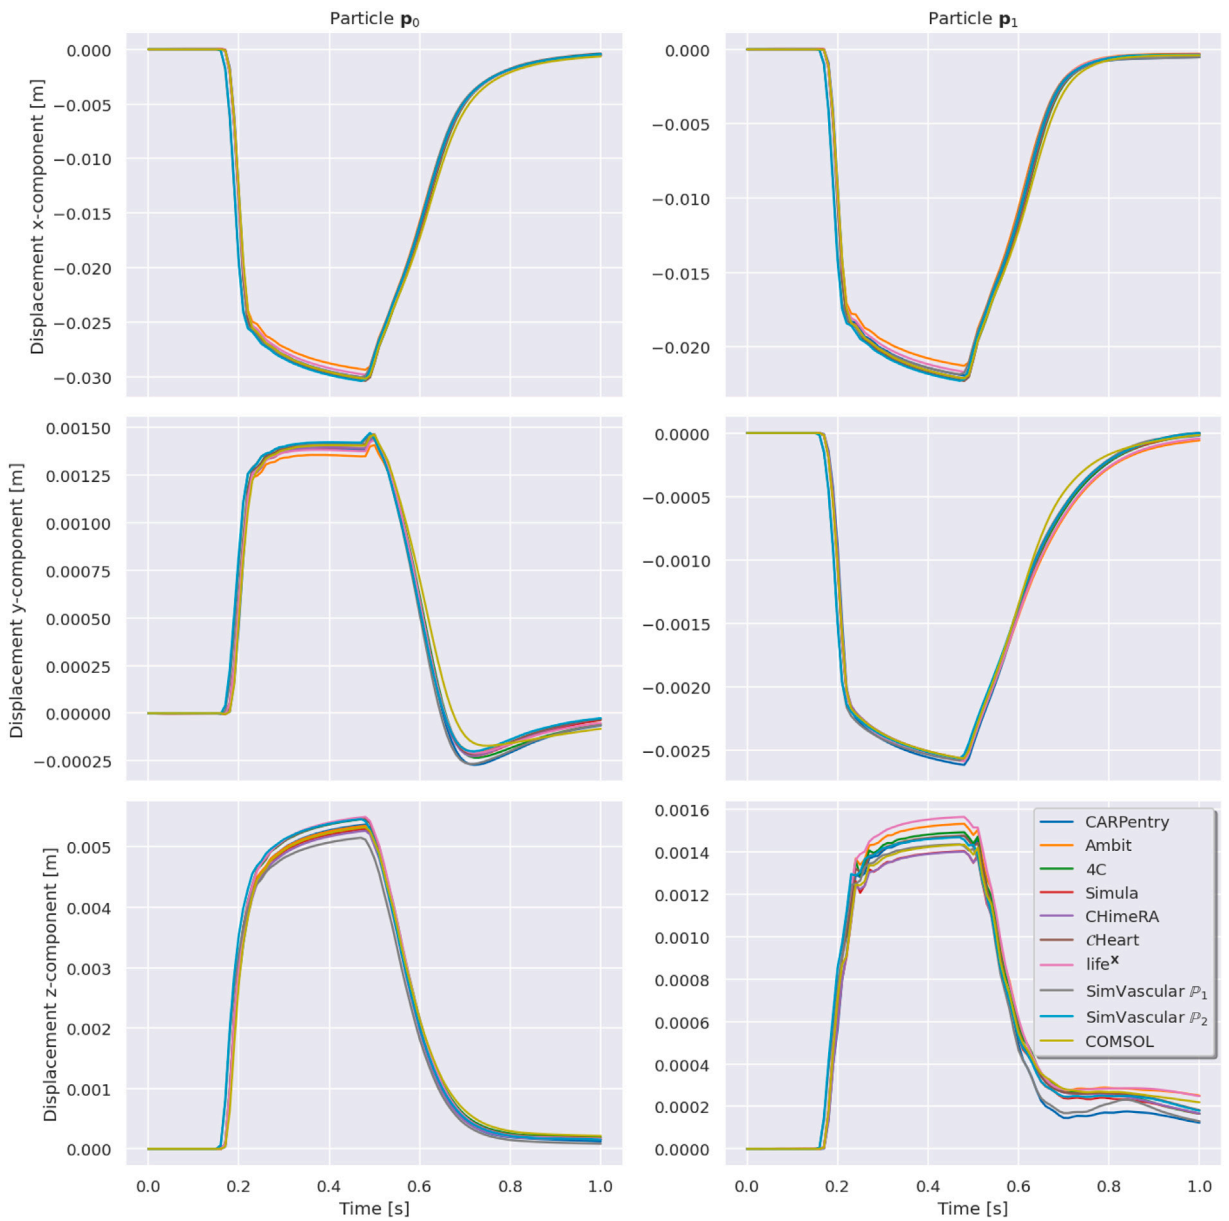 Particle p₀
Particle p₁
Displacement x-component [m]
0.000
−0.005
−0.010
−0.015
−0.020
−0.025
−0.030
0.000
−0.005
−0.010
−0.015
−0.020
Displacement y-component [m]
0.00150
0.00125
0.00100
0.00075
0.00050
0.00025
0.00000
−0.00025
0.0000
−0.0005
−0.0010
−0.0015
−0.0020
−0.0025
Displacement z-component [m]
0.005
0.004
0.003
0.002
0.001
0.000
0.0016
0.0014
0.0012
0.0010
0.0008
0.0006
0.0004
0.0002
0.0000
CARPentry
Ambit
4C
Simula
CHimeRA
𝒞Heart
lifeˣ
SimVascular ℙ₁
SimVascular ℙ₂
COMSOL
0.0 0.2 0.4 0.6 0.8 1.0
0.0 0.2 0.4 0.6 0.8 1.0
Time [s]
Time [s]